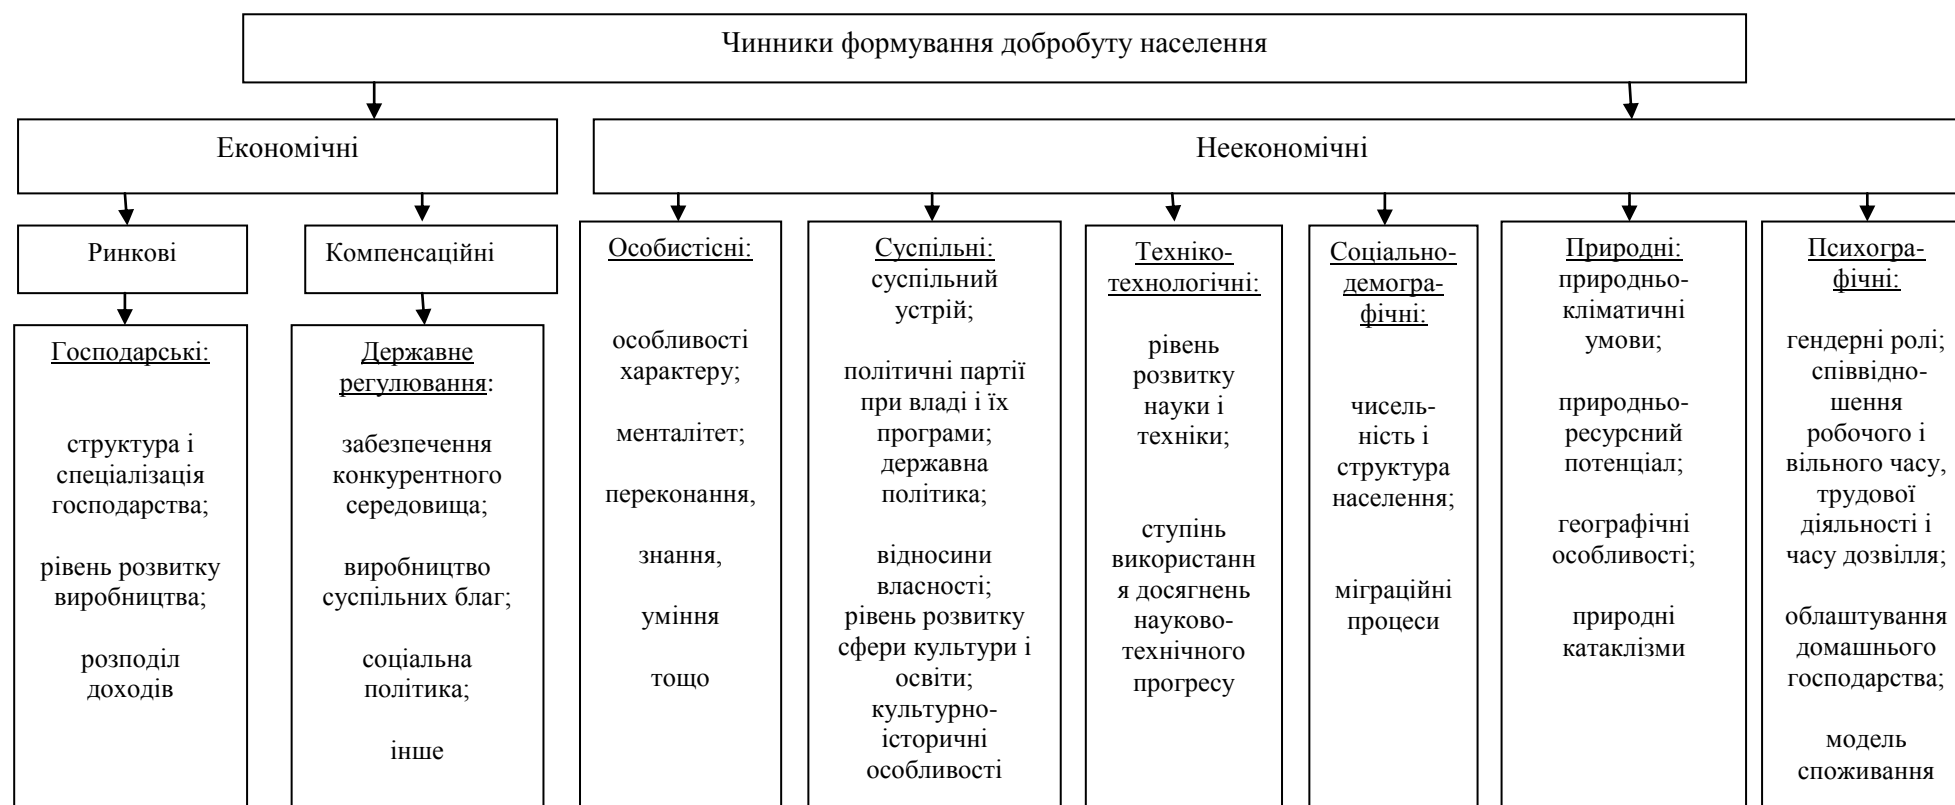 Чинники формування добробуту населення
Економічні
Неекономічні
Ринкові
Компенсаційні
Господарські:
структура і
спеціалізація
господарства;
рівень розвитку
виробництва;
розподіл
доходів
Державне
регулювання:
забезпечення
конкурентного
середовища;
виробництво
суспільних благ;
соціальна
політика;
інше
Особистісні:
особливості
характеру;
менталітет;
переконання,
знання,
уміння
тощо
Суспільні:
суспільний
устрій;
політичні партії
при владі і їх
програми;
державна
політика;
відносини
власності;
рівень розвитку
сфери культури і
освіти;
культурно-
історичні
особливості
Техніко-
технологічні:
рівень
розвитку
науки і
техніки;
ступінь
використанн
я досягнень
науково-
технічного
прогресу
Соціально-
демогра-
фічні:
чисель-
ність і
структура
населення;
міграційні
процеси
Природні:
природньо-
кліматичні
умови;
природньо-
ресурсний
потенціал;
географічні
особливості;
природні
катаклізми
Психогра-
фічні:
гендерні ролі;
співвідно-
шення
робочого і
вільного часу,
трудової
діяльності і
часу дозвілля;
облаштування
домашнього
господарства;
модель
споживання